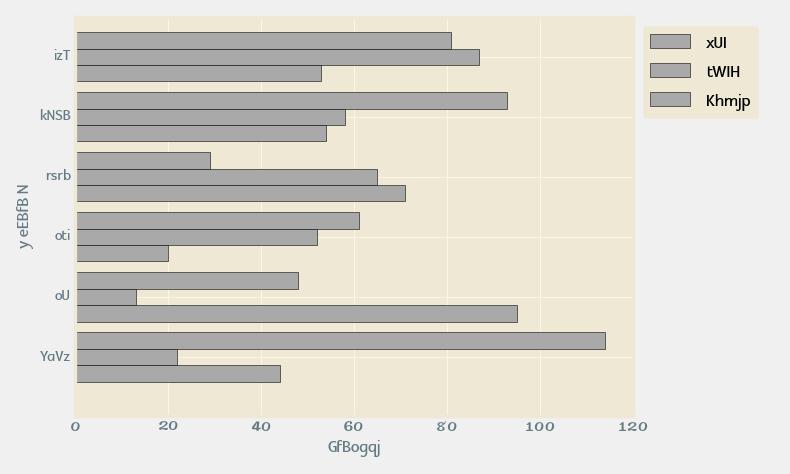 xUI
tWIH
Khmjp
izT
kNSB
rsrb
oti
oU
YaVz
y eEBfB N
0 20 40 60 80 100 120
GfBogqj